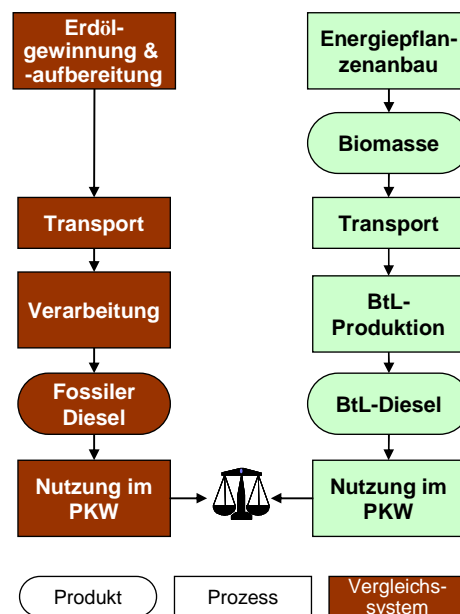 Erdöl-
gewinnung &
-aufbereitung
Transport
Verarbeitung
Fossiler
Diesel
Nutzung im
PKW
Energiepflan-
zenanbau
Biomasse
Transport
BtL-
Produktion
BtL-Diesel
Nutzung im
PKW
Produkt
Prozess
Vergleichs-
system